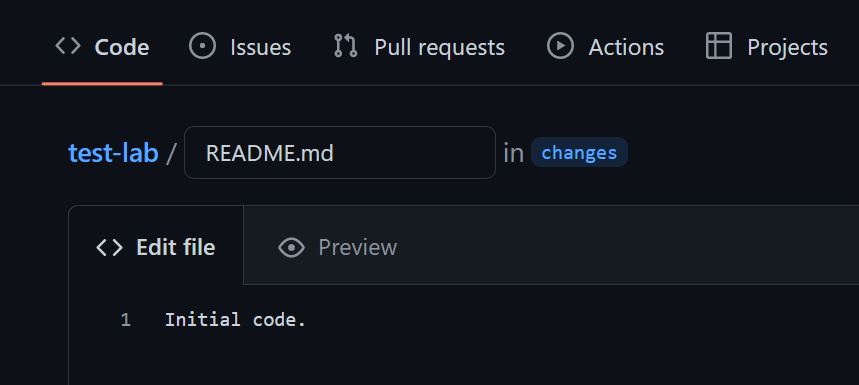 Code Issues Pull requests Actions Projects
test-lab / README.md in changes
Edit file Preview
1 Initial code.